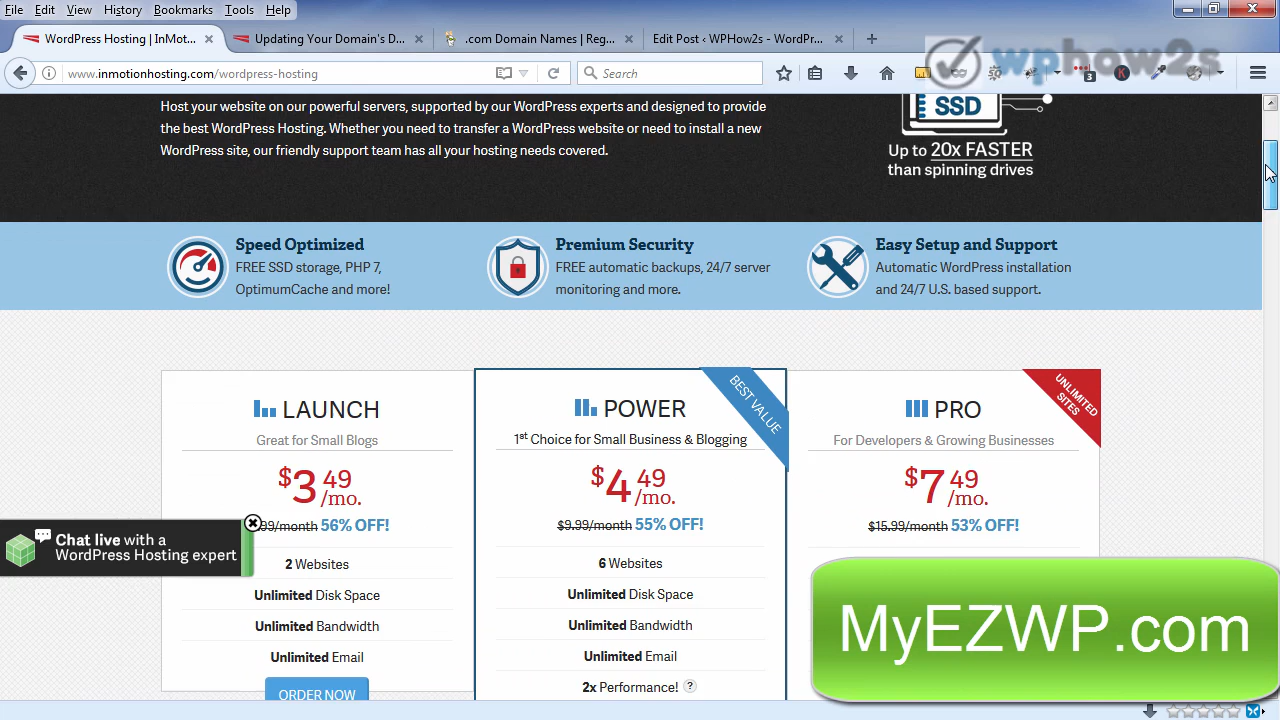 File Edit View History Bookmarks Tools Help
WordPress Hosting | InMot...
Updating Your Domain's D...
.com Domain Names | Reg...
Edit Post ‹ WPHow2s - WordPr...
www.inmotionhosting.com/wordpress-hosting
Search
3
wphow2s
Host your website on our powerful servers, supported by our WordPress experts and designed to provide
the best WordPress Hosting. Whether you need to transfer a WordPress website or need to install a new
WordPress site, our friendly support team has all your hosting needs covered.
SSD
Up to 20x FASTER
than spinning drives
Speed Optimized
FREE SSD storage, PHP 7,
OptimumCache and more!
Premium Security
FREE automatic backups, 24/7 server
monitoring and more.
Easy Setup and Support
Automatic WordPress installation
and 24/7 U.S. based support.
LAUNCH
Great for Small Blogs
$3.49/mo.
99/month 56% OFF!
2 Websites
Unlimited Disk Space
Unlimited Bandwidth
Unlimited Email
ORDER NOW
BEST VALUE
POWER
1st Choice for Small Business & Blogging
$4.49/mo.
$9.99/month 55% OFF!
6 Websites
Unlimited Disk Space
Unlimited Bandwidth
Unlimited Email
2x Performance! ?
UNLIMITED
SITES
PRO
For Developers & Growing Businesses
$7.49/mo.
$15.99/month 53% OFF!
Chat live with a
WordPress Hosting expert
MyEZWP.com